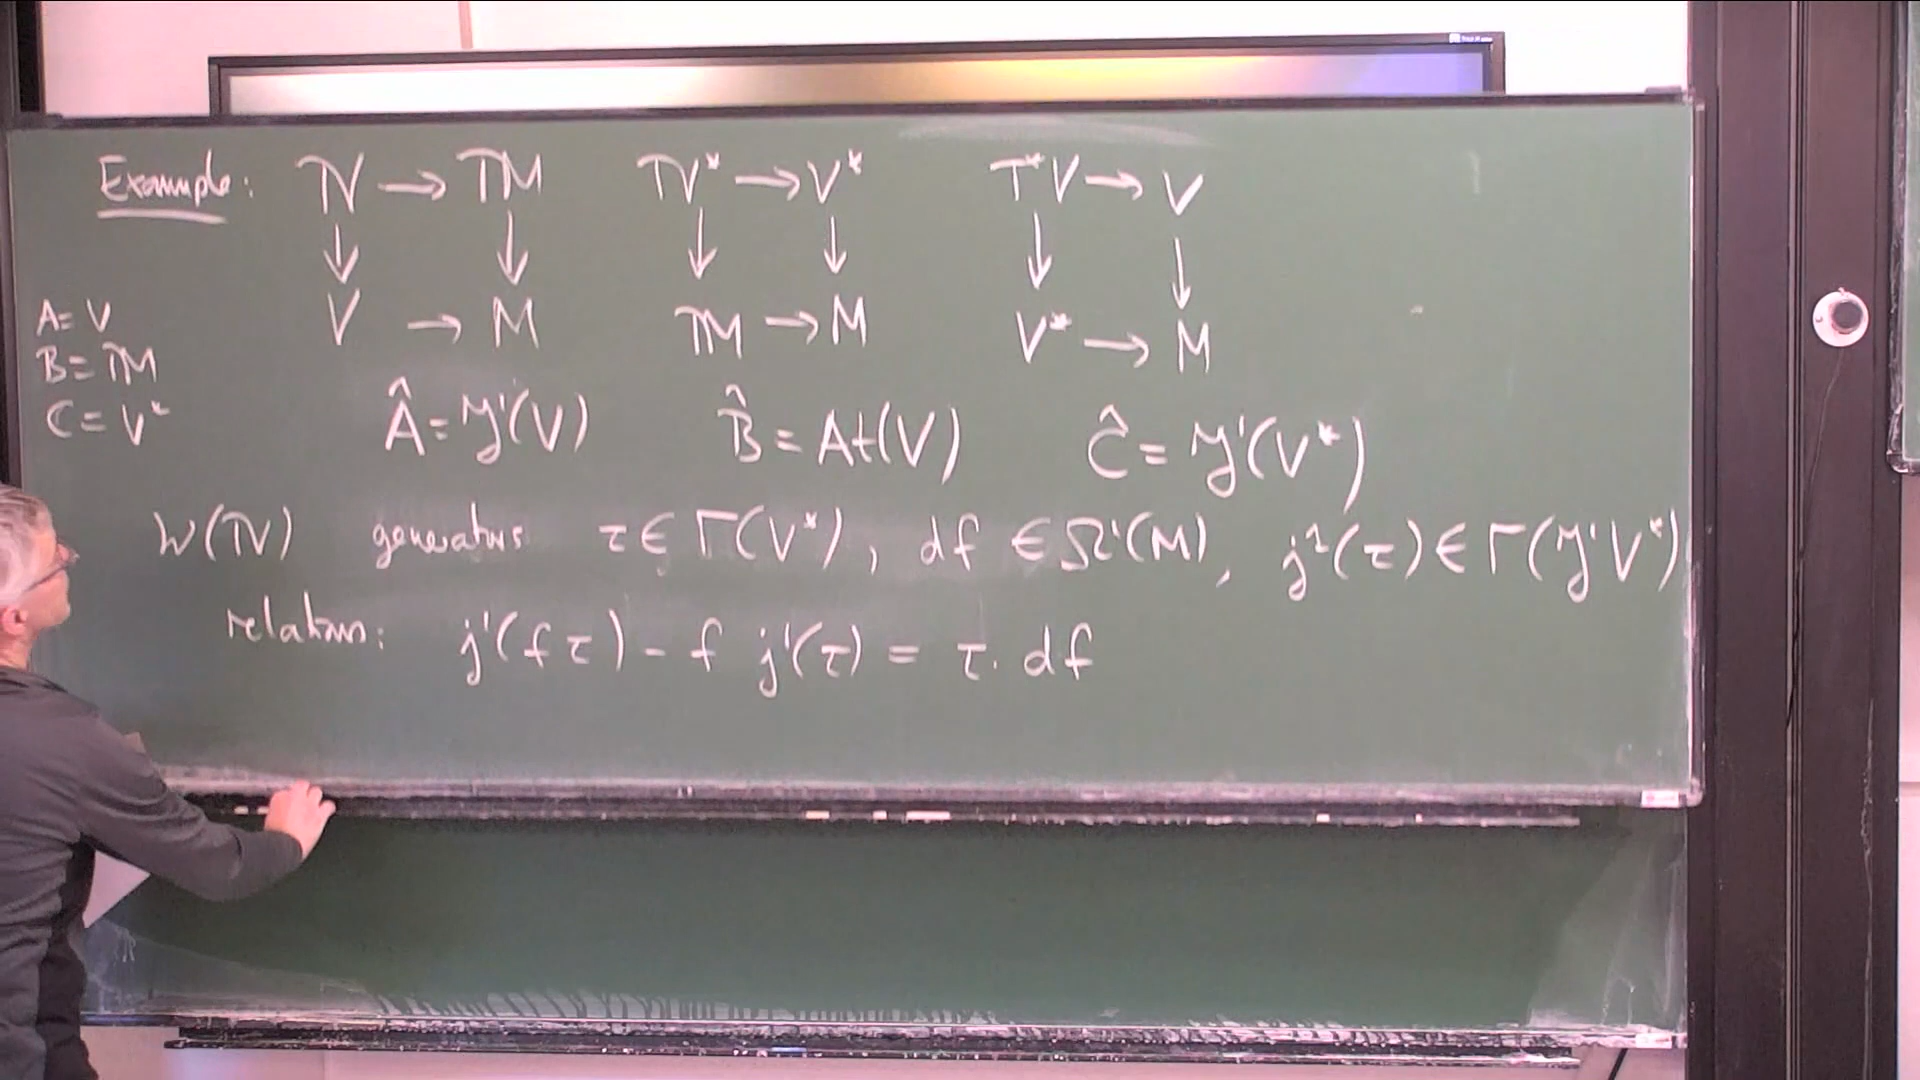 Example: TV → TM TV* → V* T*V → V
↓ ↓ ↓ ↓ ↓ ↓
V → M TM → M V* → M
A = V
B = TM
C = V*
Â = J¹(V) B̂ = At(V) Ĉ = J¹(V*)
W(TV) generators τ ∈ Γ(V*), df ∈ Ω¹(M), j¹(τ) ∈ Γ(J¹V*)
relations: j¹(fτ) - f j¹(τ) = τ · df